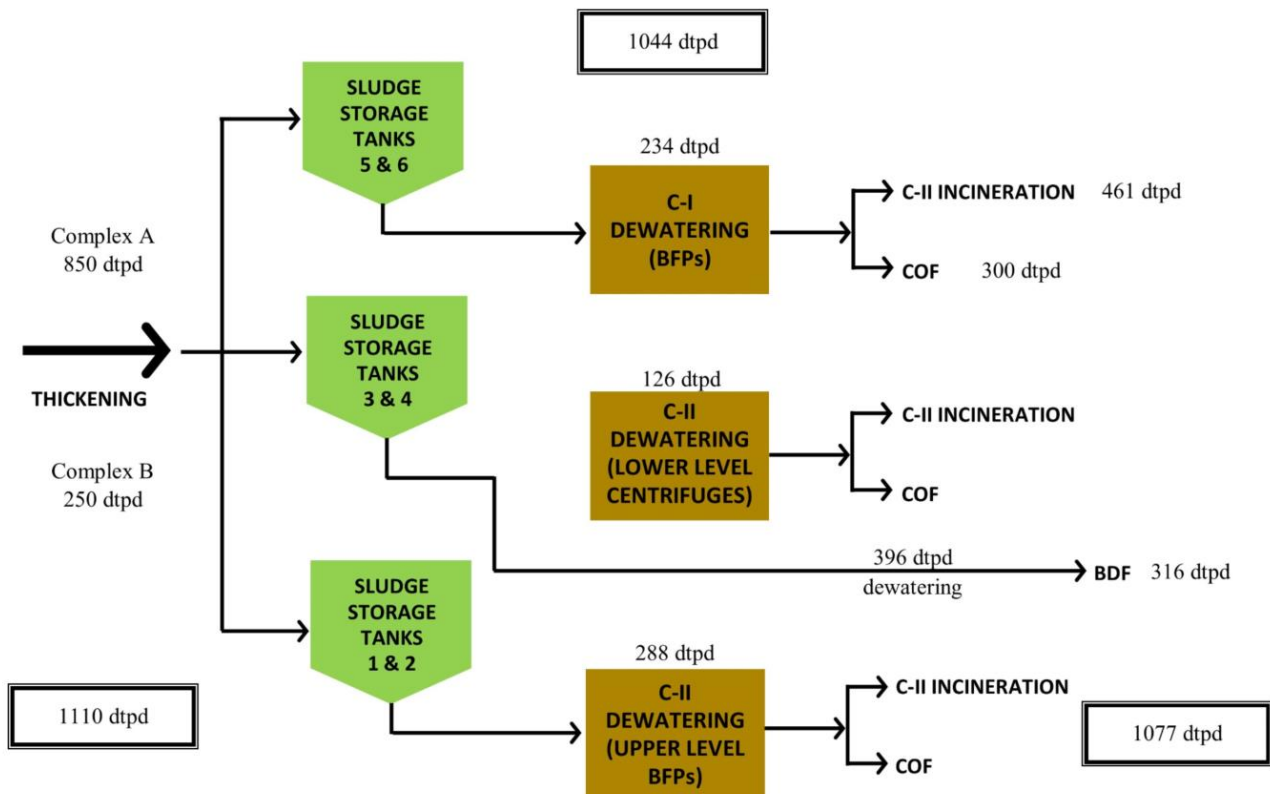 1044 dtpd
SLUDGE
STORAGE
TANKS
5 & 6
234 dtpd
C-I
DEWATERING
(BFPs)
C-II INCINERATION 461 dtpd
COF 300 dtpd
Complex A
850 dtpd
THICKENING
Complex B
250 dtpd
SLUDGE
STORAGE
TANKS
3 & 4
126 dtpd
C-II
DEWATERING
(LOWER LEVEL
CENTRIFUGES)
C-II INCINERATION
COF
396 dtpd
dewatering
BDF 316 dtpd
SLUDGE
STORAGE
TANKS
1 & 2
288 dtpd
C-II
DEWATERING
(UPPER LEVEL
BFPs)
C-II INCINERATION
COF
1110 dtpd
1077 dtpd